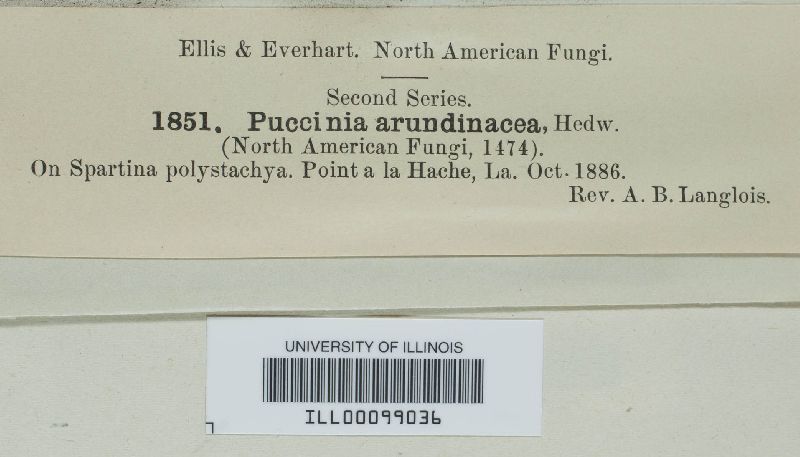 Ellis & Everhart. North American Fungi.
Second Series.
1851. Puccinia arundinacea, Hedw.
(North American Fungi, 1474).
On Spartina polystachya. Point a la Hache, La. Oct. 1886.
Rev. A. B. Langlois.
UNIVERSITY OF ILLINOIS
ILL00099036